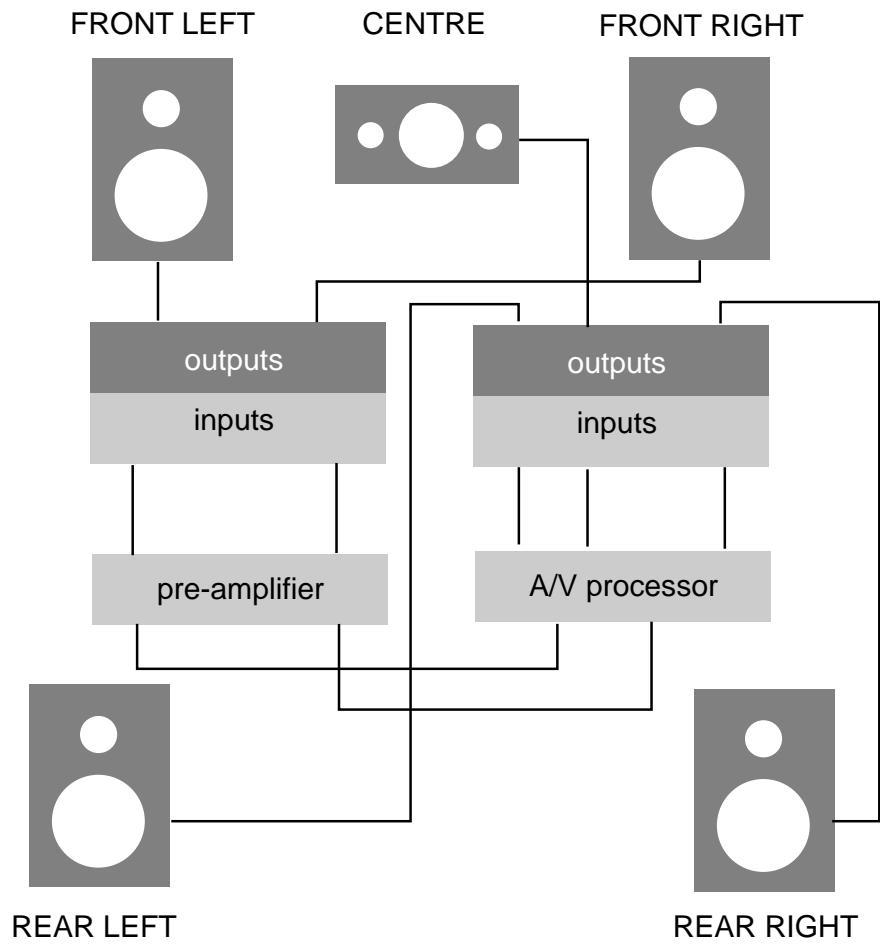 FRONT LEFT
CENTRE
FRONT RIGHT
outputs
inputs
outputs
inputs
pre-amplifier
A/V processor
REAR LEFT
REAR RIGHT